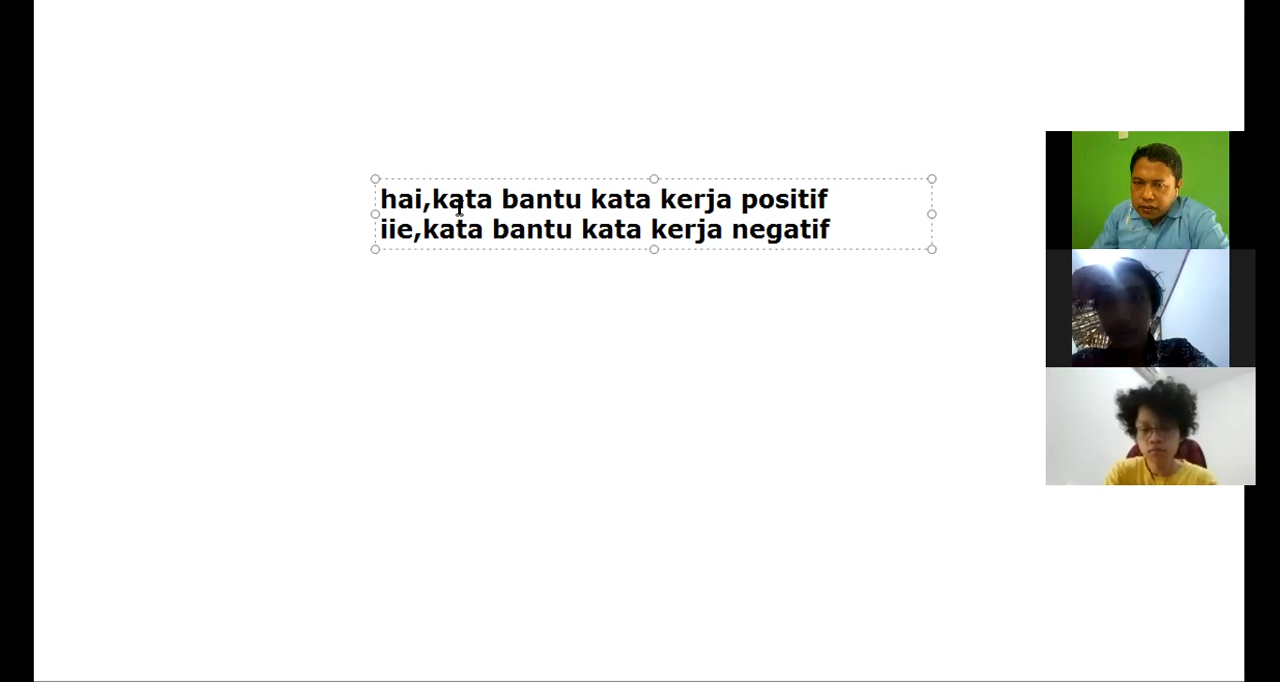 hai,kata bantu kata kerja positif
iie,kata bantu kata kerja negatif